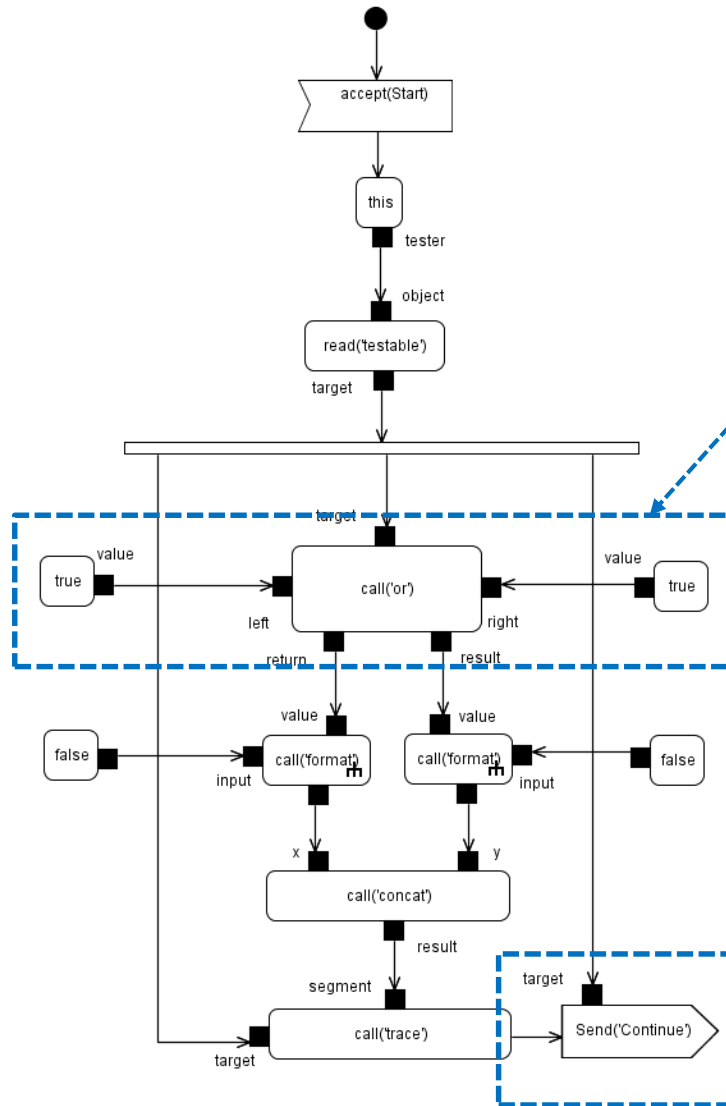 accept(Start)
this
tester
object
read('testable')
target
target
value
value
true
call('or')
true
left
right
return
result
value
value
false
call('format')
call('format')
false
input
input
x
y
call('concat')
result
segment
target
call('trace')
Send('Continue')
target